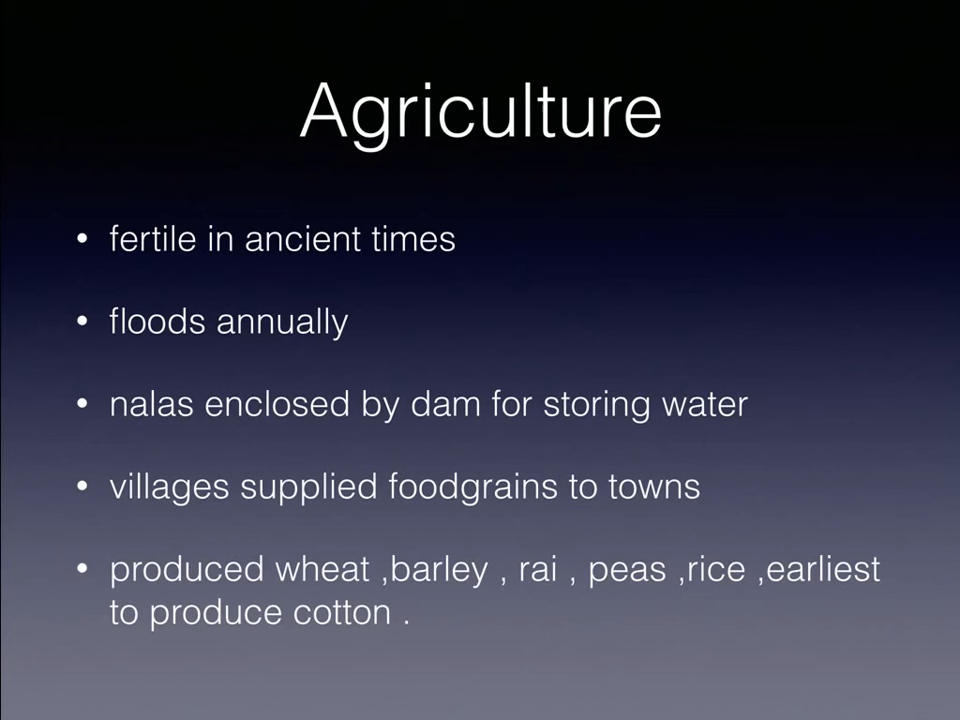 Agriculture
• fertile in ancient times
• floods annually
• nalas enclosed by dam for storing water
• villages supplied foodgrains to towns
• produced wheat ,barley , rai , peas ,rice ,earliest
to produce cotton .